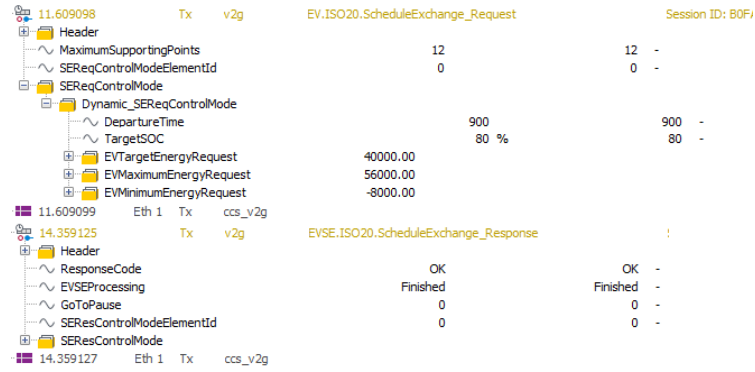 11.609098 Tx v2g EV.ISO20.ScheduleExchange_Request Session ID: B0FA
Header
MaximumSupportingPoints 12 12 -
SEReqControlModeElementId 0 0 -
SEReqControlMode
Dynamic_SEReqControlMode
DepartureTime 900 900 -
TargetSOC 80 % 80 -
EVTargetEnergyRequest 40000.00
EVMaximumEnergyRequest 56000.00
EVMinimumEnergyRequest -8000.00
11.609099 Eth 1 Tx ccs_v2g
14.359125 Tx v2g EVSE.ISO20.ScheduleExchange_Response
Header
ResponseCode OK OK -
EVSEProcessing Finished Finished -
GoToPause 0 0 -
SEResControlModeElementId 0 0 -
SEResControlMode
14.359127 Eth 1 Tx ccs_v2g